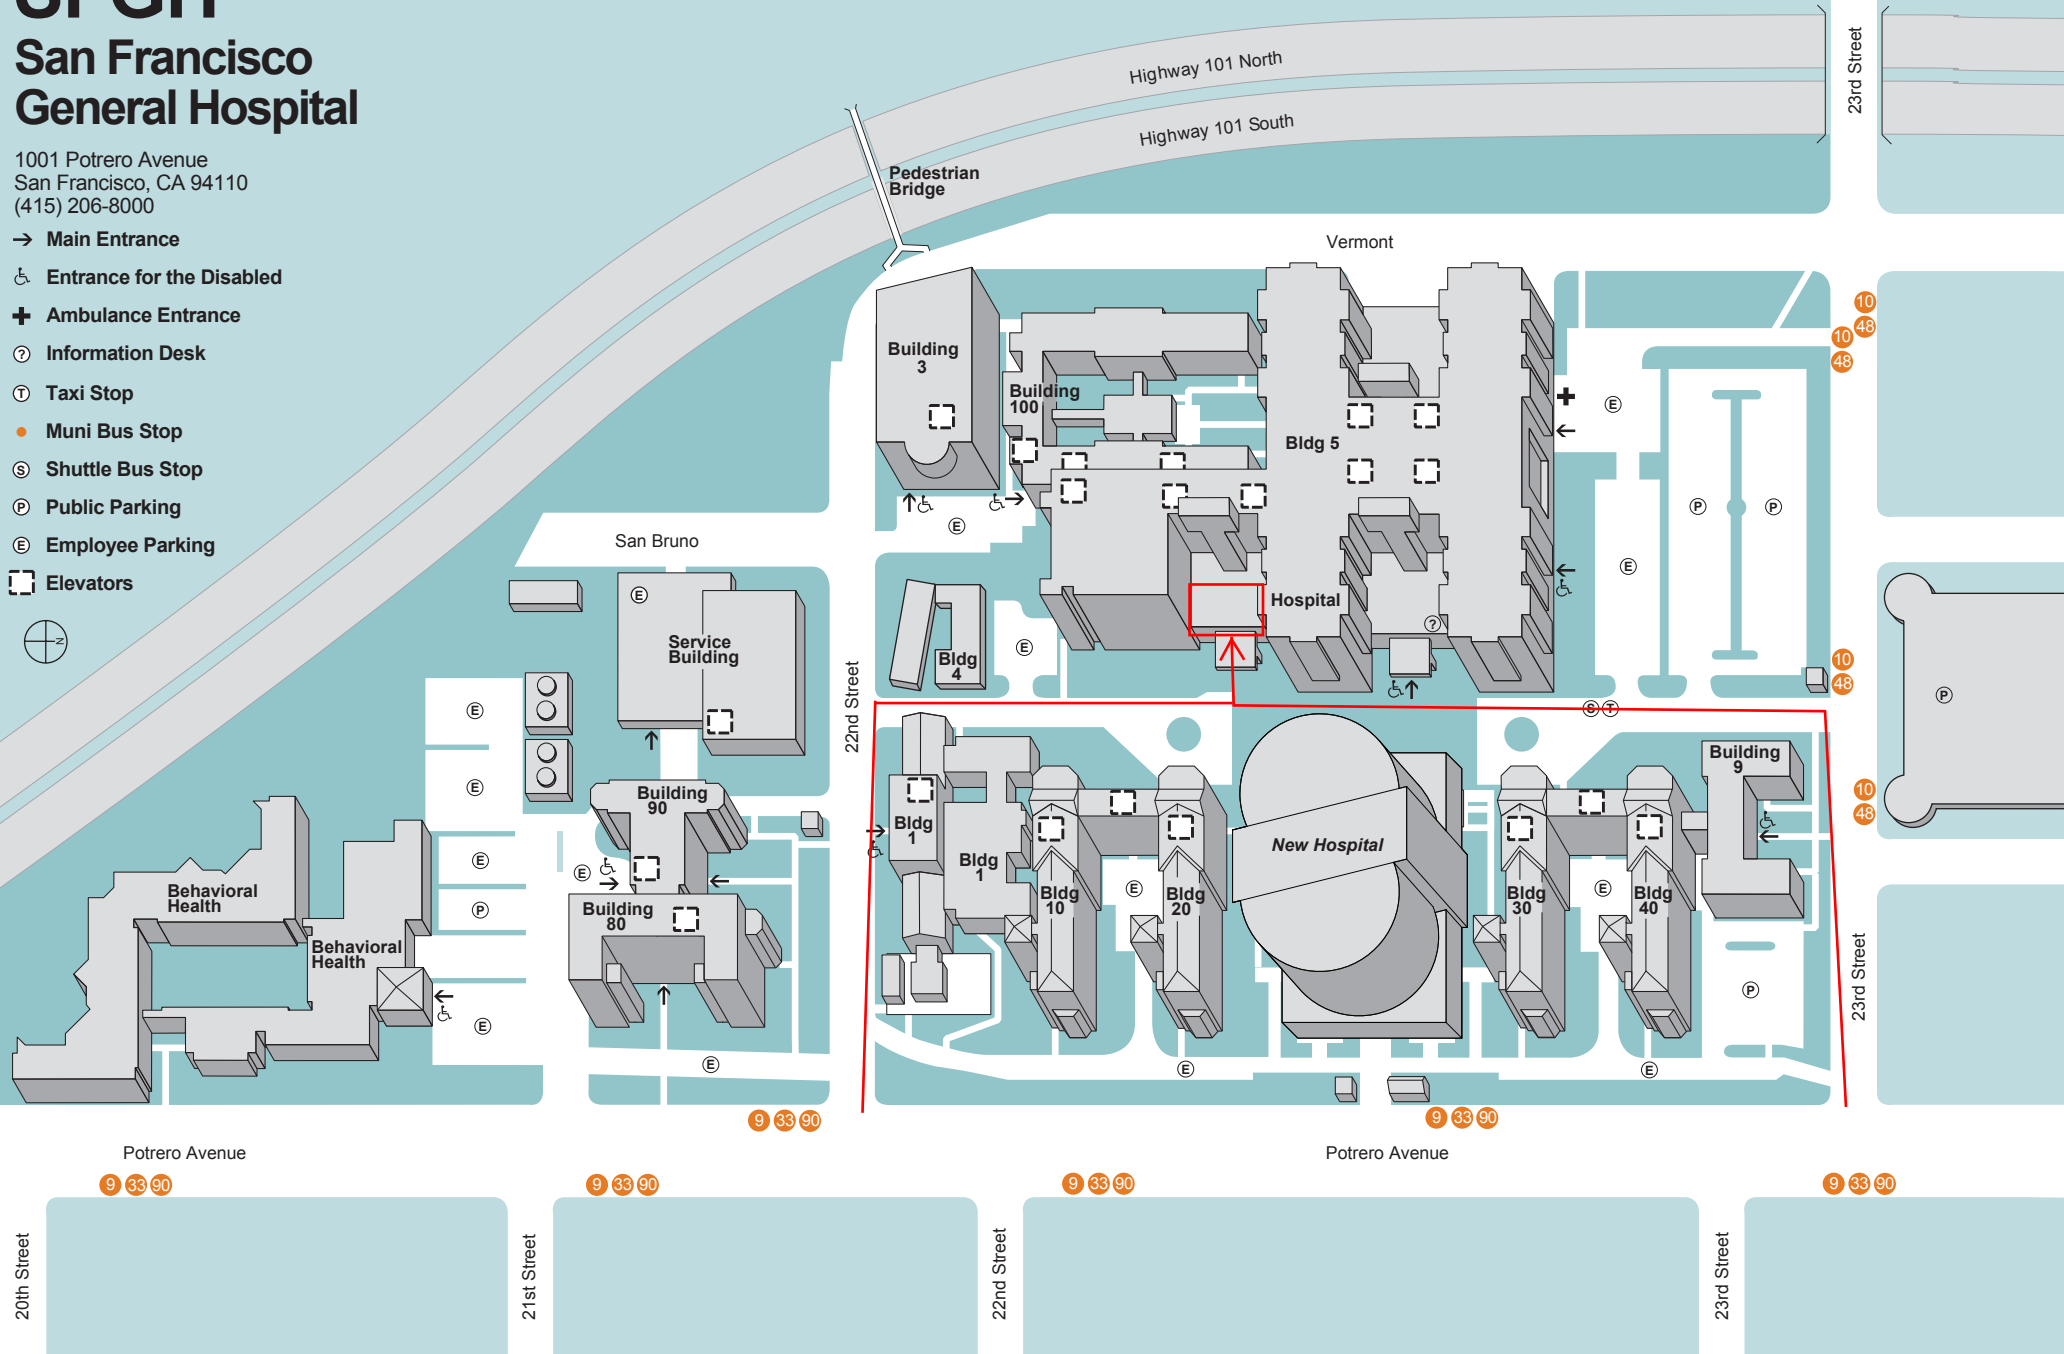 San Francisco
General Hospital
1001 Potrero Avenue
San Francisco, CA 94110
(415) 206-8000
Main Entrance
Entrance for the Disabled
Ambulance Entrance
? Information Desk
T Taxi Stop
Muni Bus Stop
S Shuttle Bus Stop
P Public Parking
E Employee Parking
Elevators
N
Highway 101 North
Highway 101 South
23rd Street
Pedestrian
Bridge
Vermont
10
48
10
48
Building
3
Building
100
Bldg 5
E
E
P
P
E
E
San Bruno
E
Service
Building
Hospital
?
Bldg
4
E
10
48
P
22nd Street
S T
E
E
E
P
E
Building
90
E
Building
80
Behavioral
Health
Behavioral
Health
E
Bldg
1
Bldg
1
Bldg
10
E
Bldg
20
New Hospital
Bldg
30
E
Bldg
40
Building
9
10
48
P
23rd Street
E
E
E
9 33 90
9 33 90
Potrero Avenue
Potrero Avenue
9 33 90
9 33 90
9 33 90
9 33 90
20th Street
21st Street
22nd Street
23rd Street